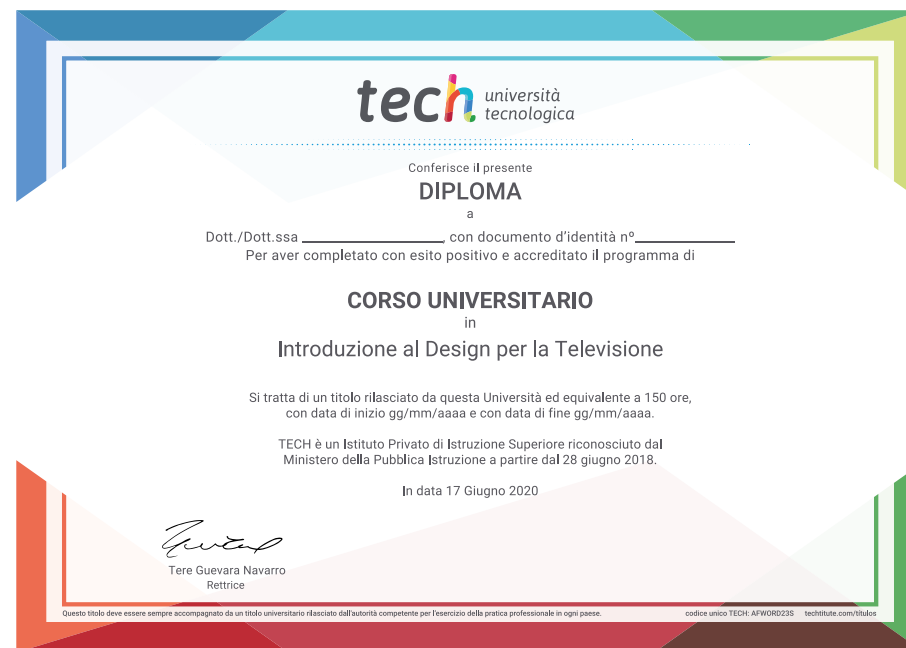 tech università
tecnologica
Conferisce il presente
DIPLOMA
a
Dott./Dott.ssa ________________, con documento d'identità nº____________
Per aver completato con esito positivo e accreditato il programma di
CORSO UNIVERSITARIO
in
Introduzione al Design per la Televisione
Si tratta di un titolo rilasciato da questa Università ed equivalente a 150 ore,
con data di inizio gg/mm/aaaa e con data di fine gg/mm/aaaa.
TECH è un Istituto Privato di Istruzione Superiore riconosciuto dal
Ministero della Pubblica Istruzione a partire dal 28 giugno 2018.
In data 17 Giugno 2020
Tere Guevara Navarro
Rettrice
Questo titolo deve essere sempre accompagnato da un titolo universitario rilasciato dall'autorità competente per l'esercizio della pratica professionale in ogni paese. codice unico TECH: AFWORD23S techtitute.com/títulos